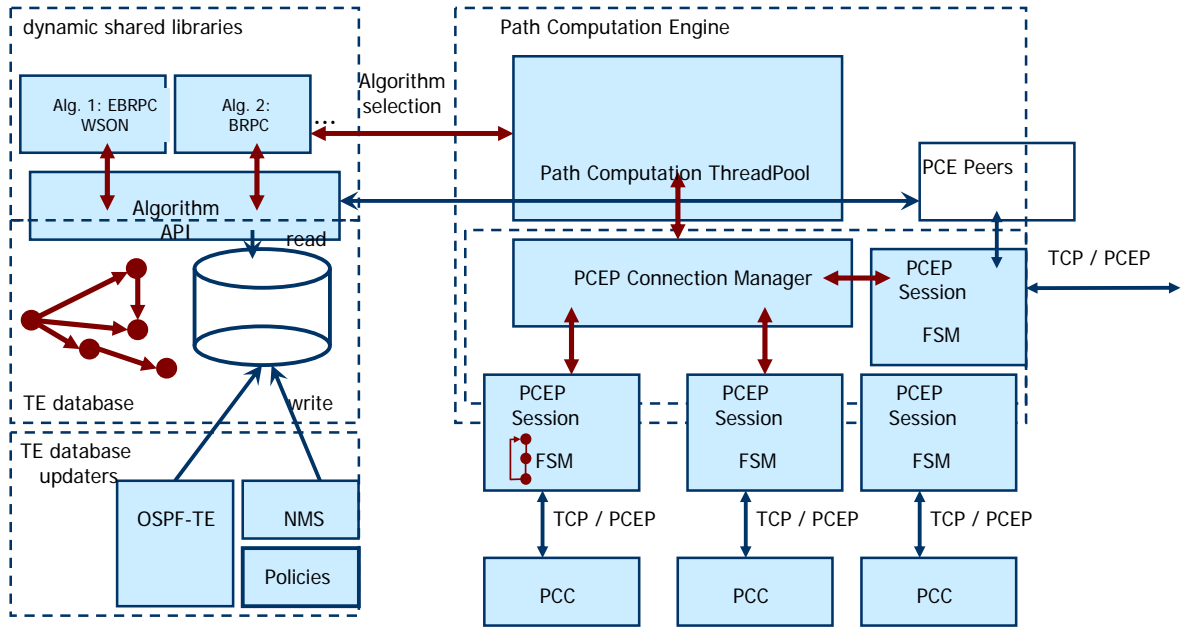 dynamic shared libraries
Alg. 1: EBRPC
WSON
Alg. 2:
BRPC
...
Algorithm
selection
Algorithm
API
read
TE database
write
TE database
updaters
OSPF-TE
NMS
Policies
Path Computation Engine
Path Computation ThreadPool
PCE Peers
PCEP Connection Manager
PCEP
Session
FSM
TCP / PCEP
PCEP
Session
FSM
PCEP
Session
FSM
PCEP
Session
FSM
TCP / PCEP
TCP / PCEP
TCP / PCEP
PCC
PCC
PCC